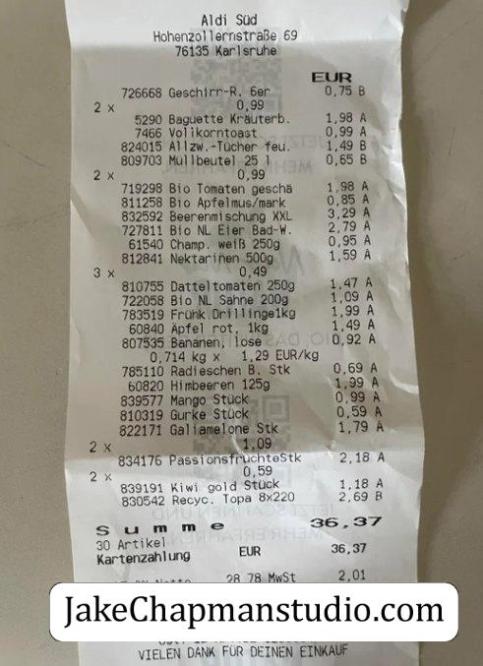 Aldi Süd
Hohenzollernstraße 69
76135 Karlsruhe
EUR
726668 Geschirr-R. 6er 0,75 B
2 x 0,99
5290 Baguette Kräuterb. 1,98 A
7466 Vollkorntoast 0,99 A
824015 Allzw.-Tücher feu. 1,49 B
809703 Müllbeutel 25 l 0,65 B
2 x 0,99
719298 Bio Tomaten geschä 1,98 A
811258 Bio Apfelmus/mark 0,85 A
832592 Beerenmischung XXL 3,29 A
727811 Bio NL Eier Bad-W. 2,79 A
61540 Champ. weiß 250g 0,95 A
812841 Nektarinen 500g 1,59 A
3 x 0,49
810755 Datteltomaten 250g 1,47 A
722058 Bio NL Sahne 200g 1,09 A
783519 Frühk Drillinge1kg 1,99 A
60840 Apfel rot, 1kg 1,49 A
807535 Bananen, lose 0,92 A
0,714 kg x 1,29 EUR/kg
785110 Radieschen B. Stk 0,69 A
60820 Himbeeren 125g 1,99 A
839577 Mango Stück 0,99 A
810319 Gurke Stück 0,59 A
822171 Galiamelone Stk 1,79 A
2 x 1,09
834176 PassionsfrüchteStk 2,18 A
2 x 0,59
839191 Kiwi gold Stück 1,18 A
830542 Recyc. Topa 8x220 2,69 B
Summe 36,37
30 Artikel
Kartenzahlung EUR 36,37
Netto 28,78 MwSt 2,01
JakeChapmanstudio.com
VIELEN DANK FÜR DEINEN EINKAUF